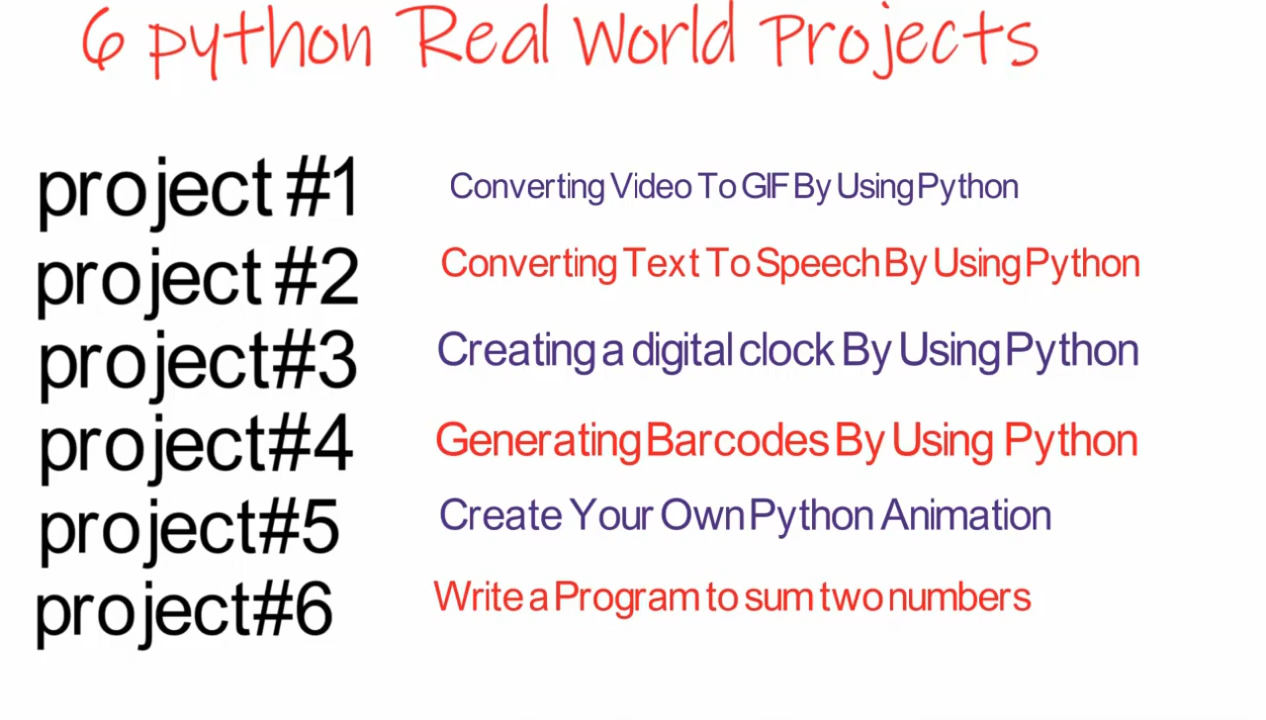 6 python Real World Projects
project #1 Converting Video To GIF By Using Python
project #2 Converting Text To Speech By Using Python
project#3 Creating a digital clock By Using Python
project#4 Generating Barcodes By Using Python
project#5 Create Your Own Python Animation
project#6 Write a Program to sum two numbers